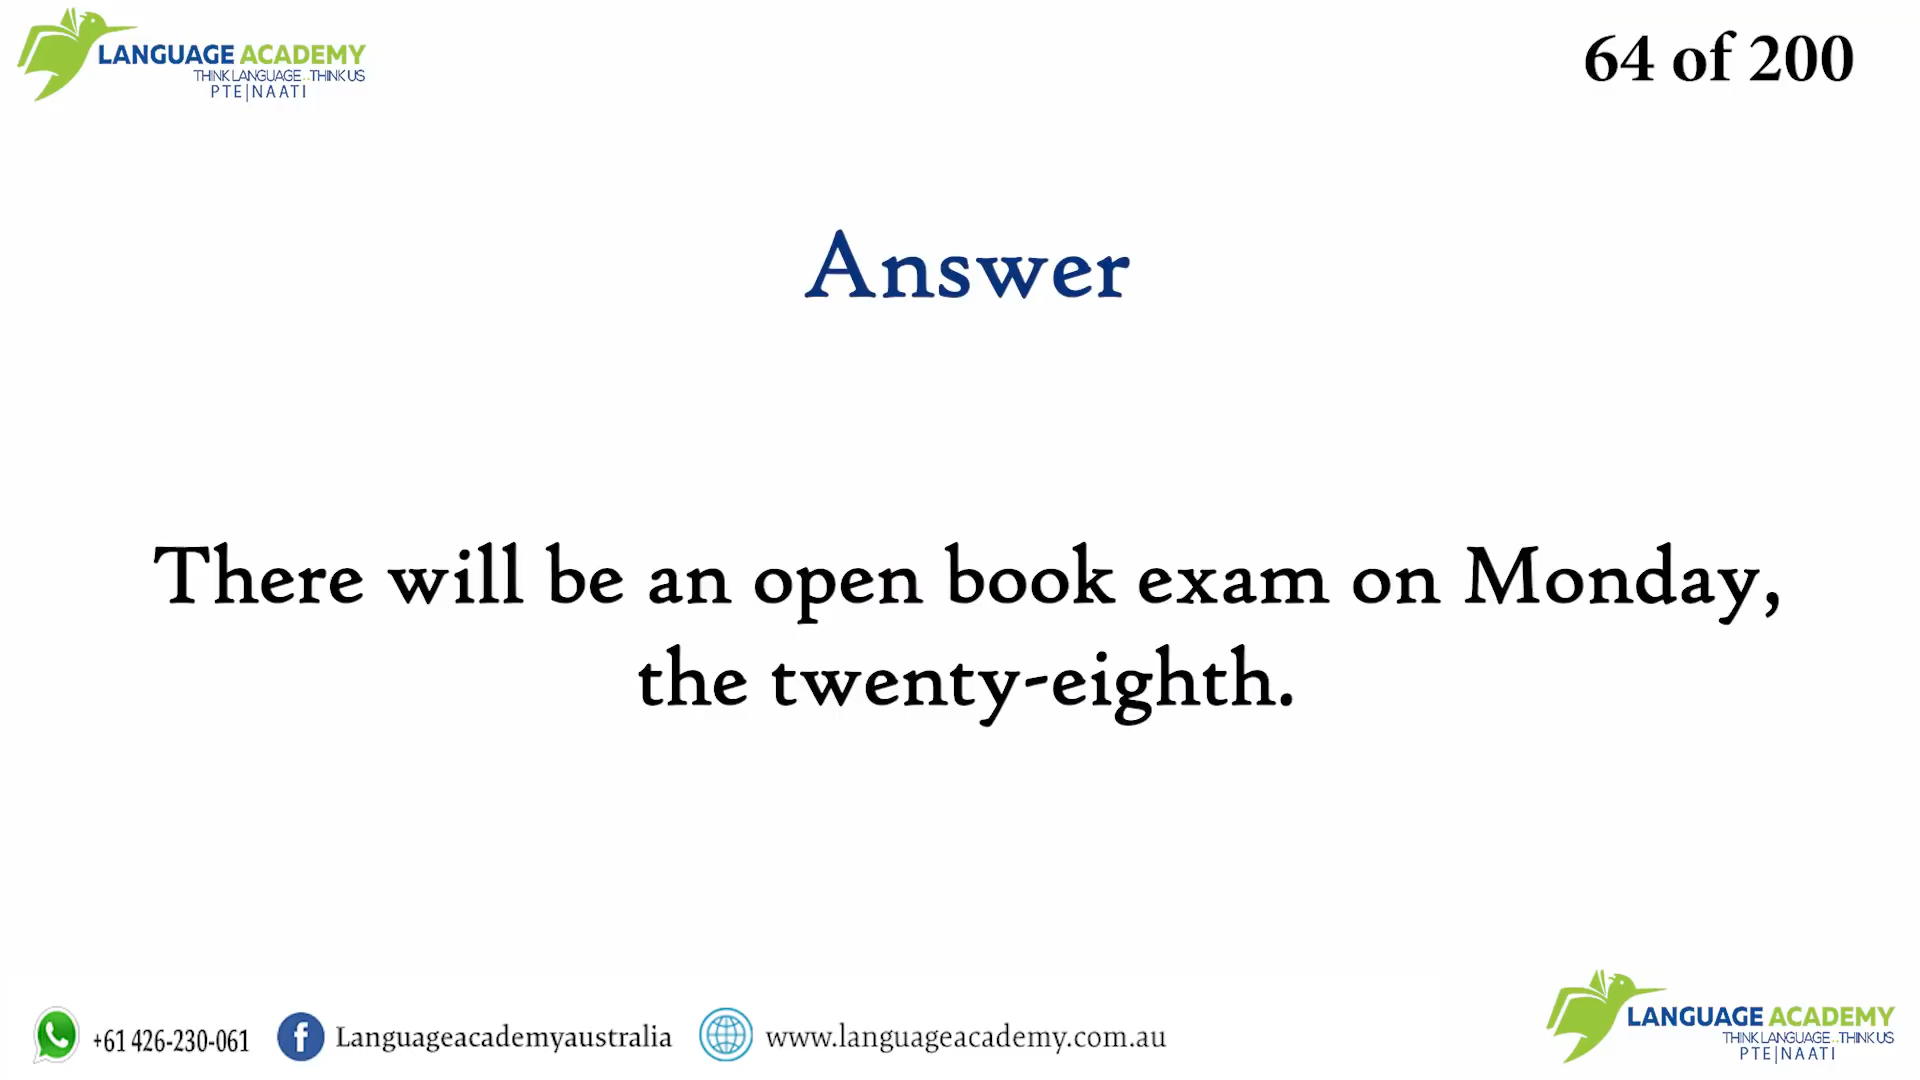 LANGUAGE ACADEMY
THINK LANGUAGE..THINK US
PTE|NAATI
64 of 200
Answer
There will be an open book exam on Monday,
the twenty-eighth.
+61 426-230-061
Languageacademyaustralia
www.languageacademy.com.au
LANGUAGE ACADEMY
THINK LANGUAGE..THINK US
PTE|NAATI